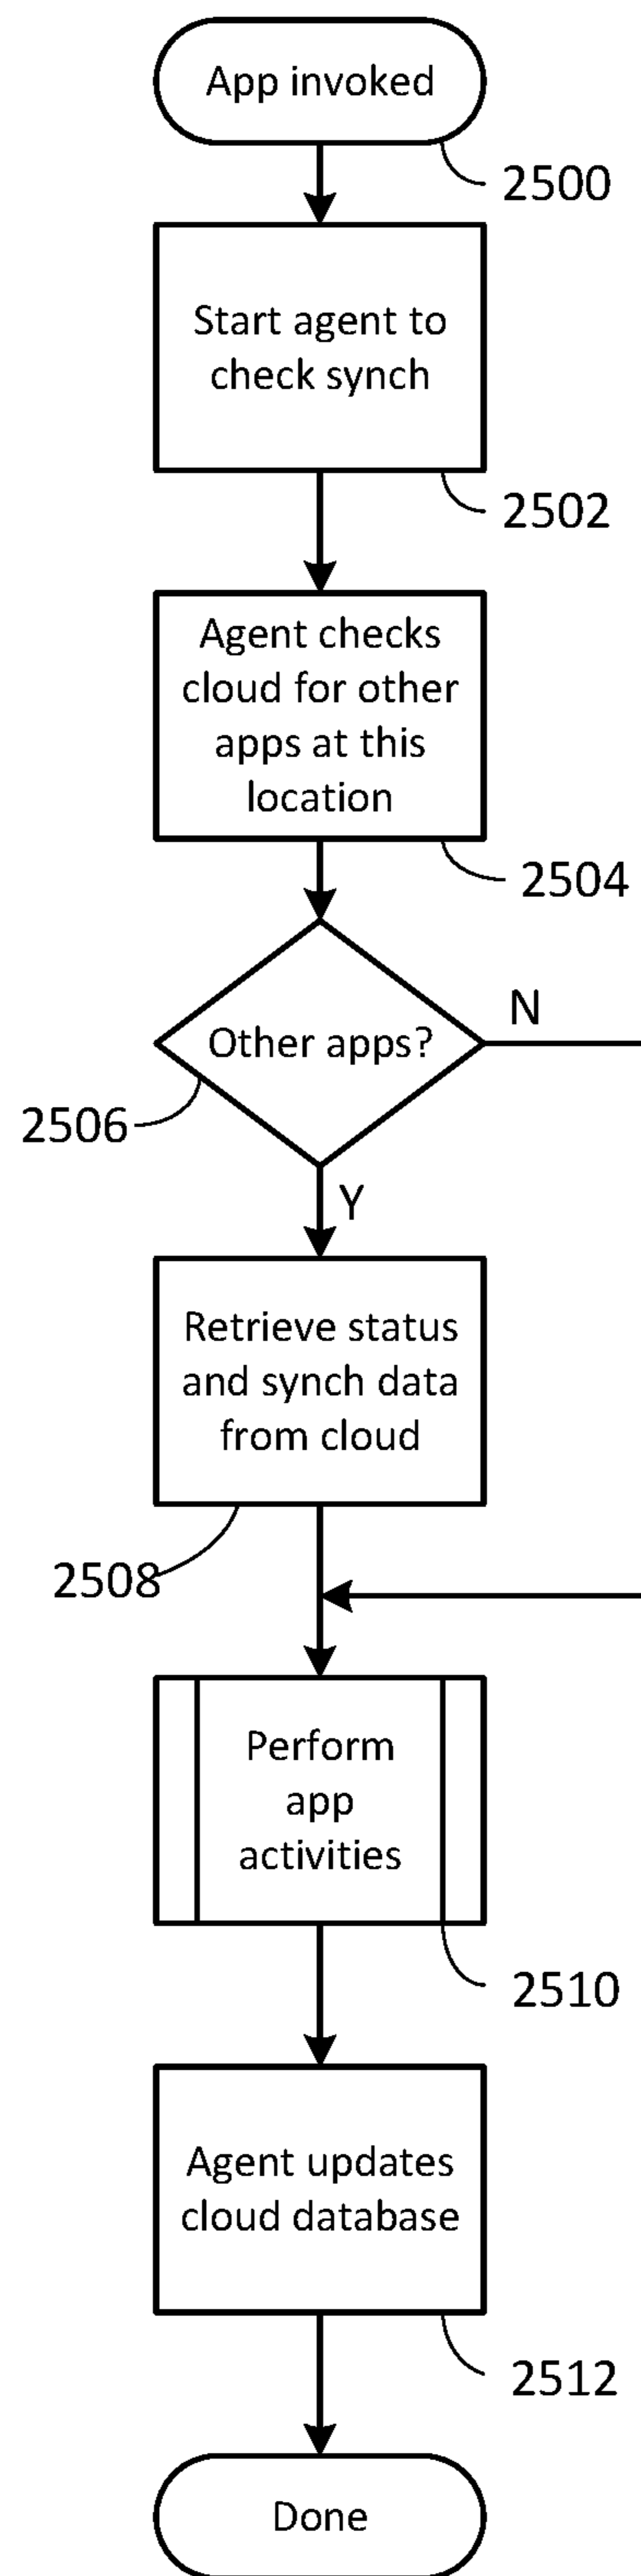 App invoked
2500
Start agent to
check synch
2502
Agent checks
cloud for other
apps at this
location
2504
Other apps?
N
2506
Y
Retrieve status
and synch data
from cloud
2508
Perform
app
activities
2510
Agent updates
cloud database
2512
Done